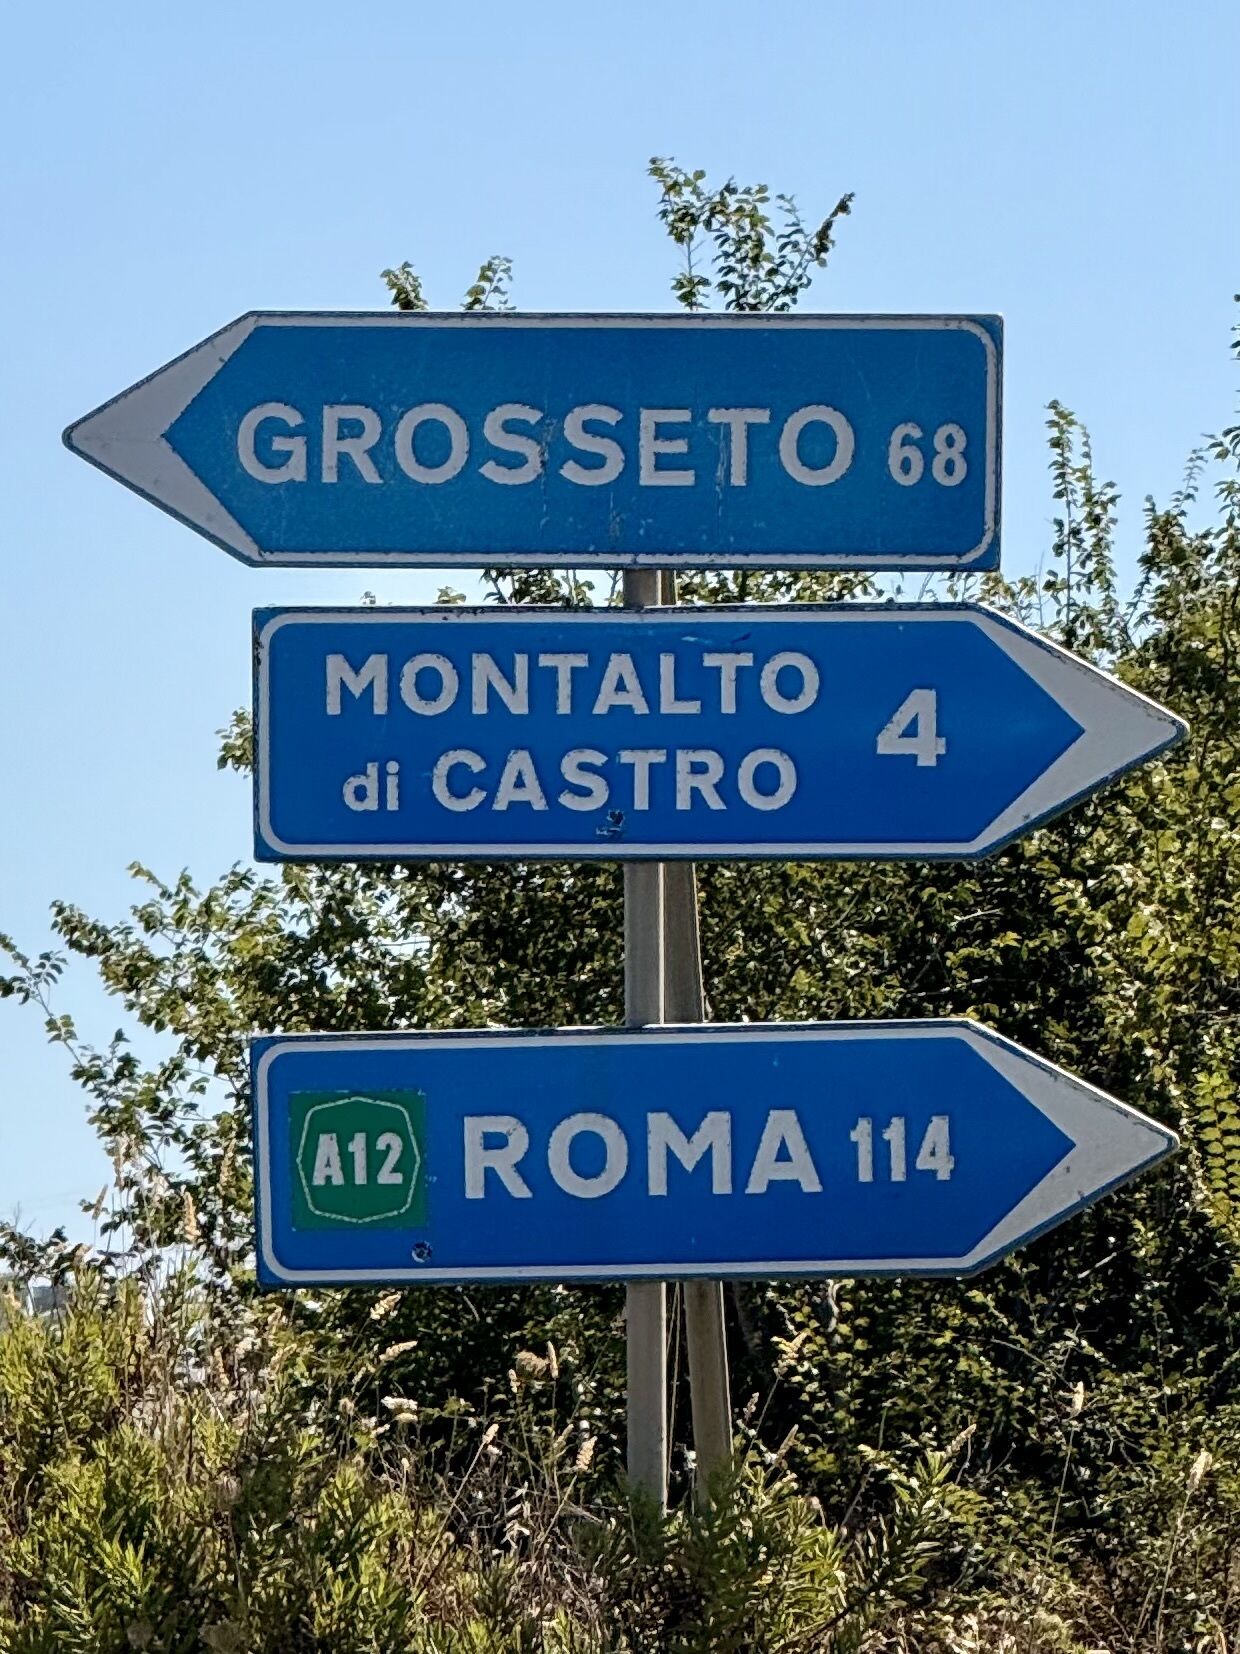 GROSSETO 68
MONTALTO
di CASTRO 4
A12 ROMA 114